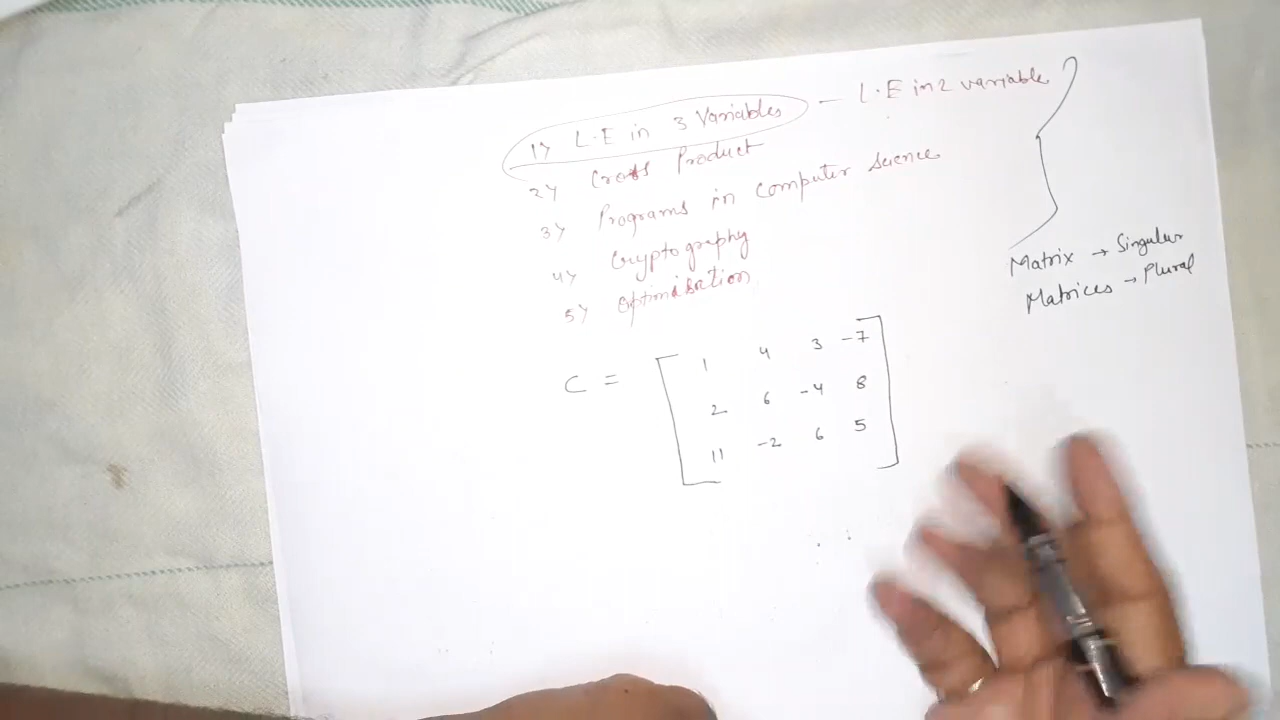 1) L.E in 3 Variables — L.E in 2 variable
2) Cross Product
3) Programs in computer science
4) Cryptography
5) optimisation
Matrix → Singular
Matrices → Plural
C =
1 4 3 -7
2 6 -4 8
11 -2 6 5